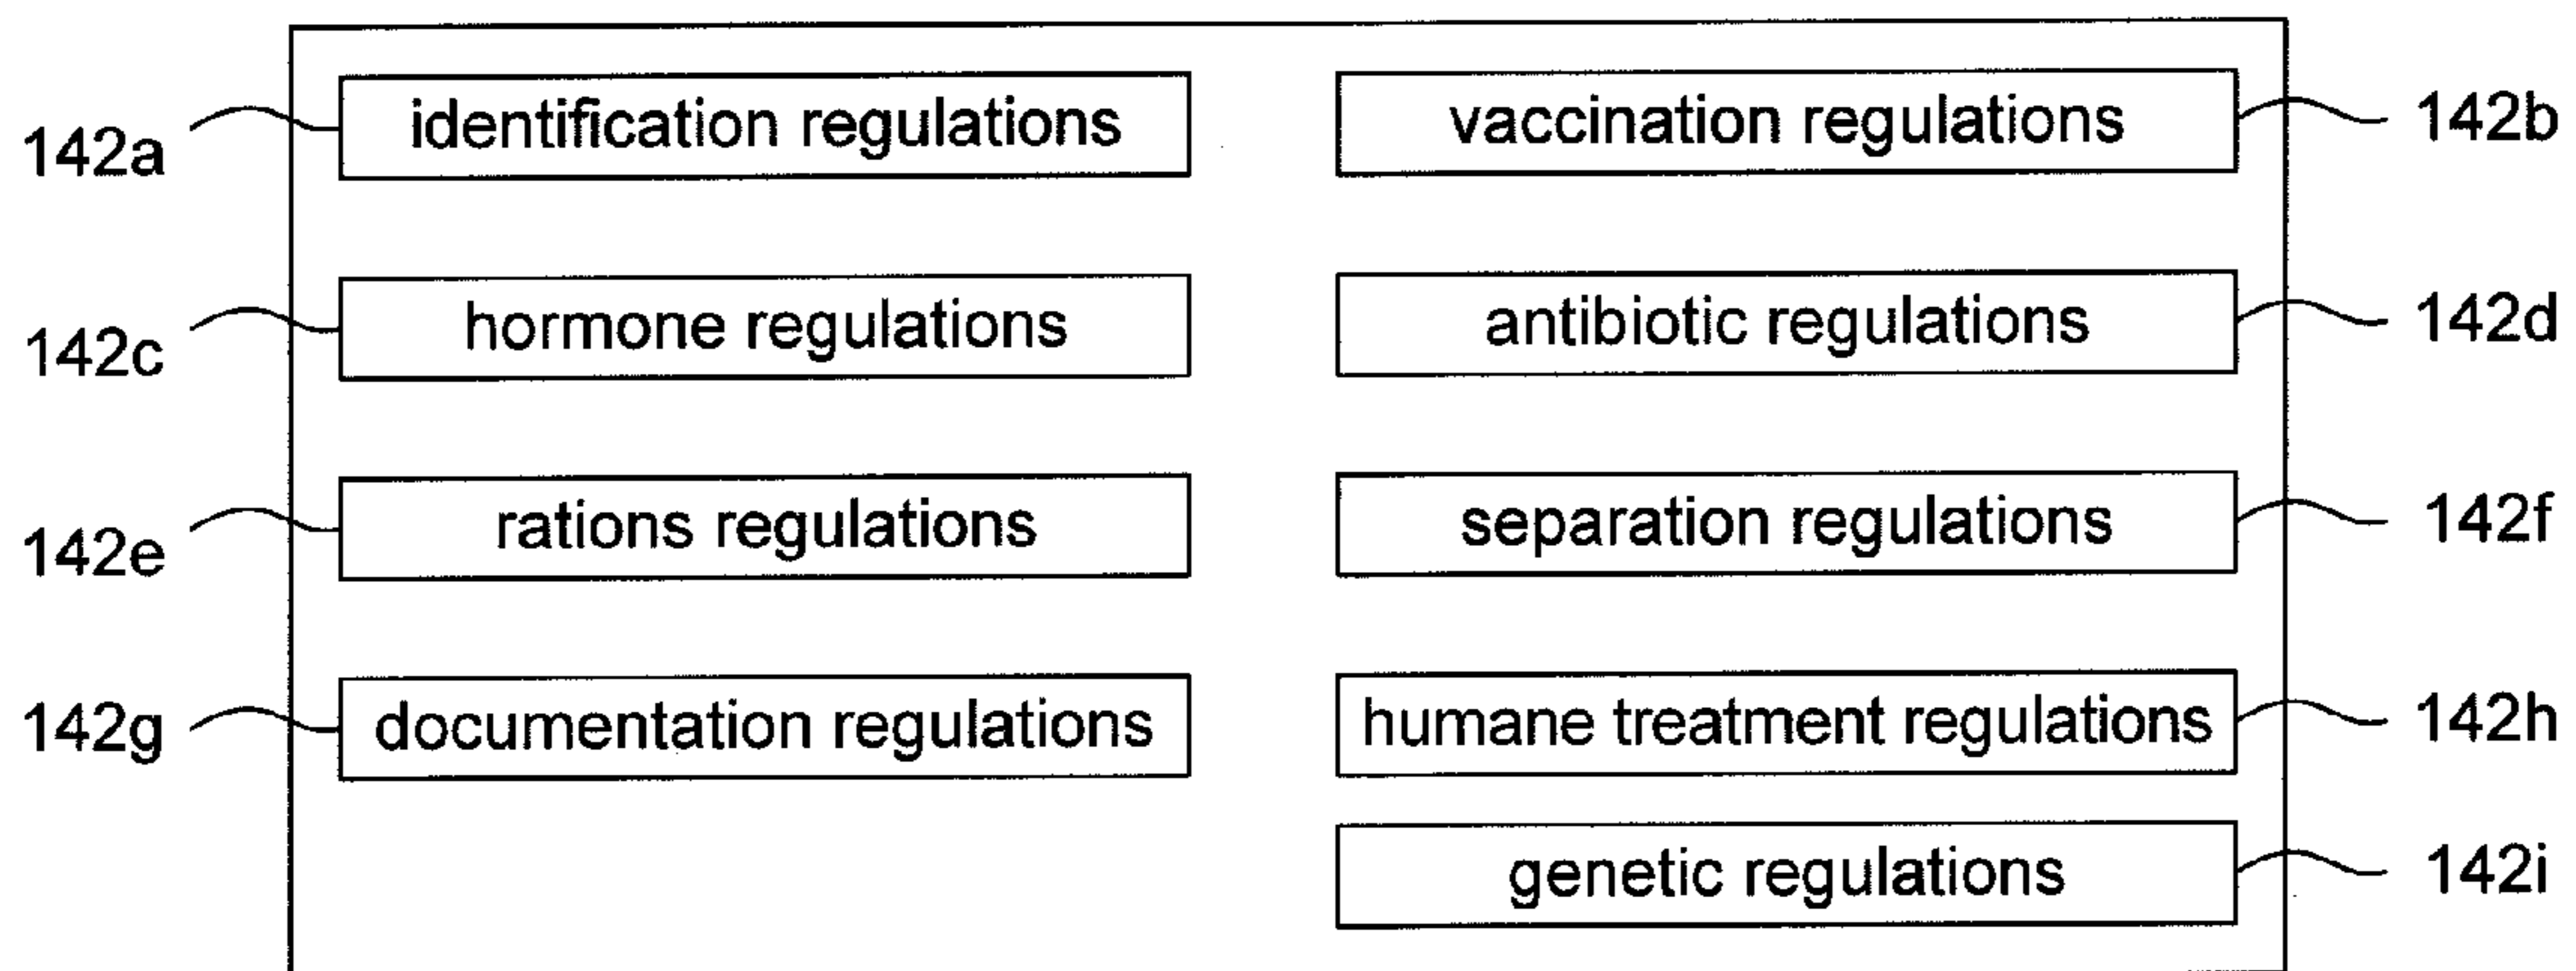 142a identification regulations vaccination regulations 142b
142c hormone regulations antibiotic regulations 142d
142e rations regulations separation regulations 142f
142g documentation regulations humane treatment regulations 142h
genetic regulations 142i